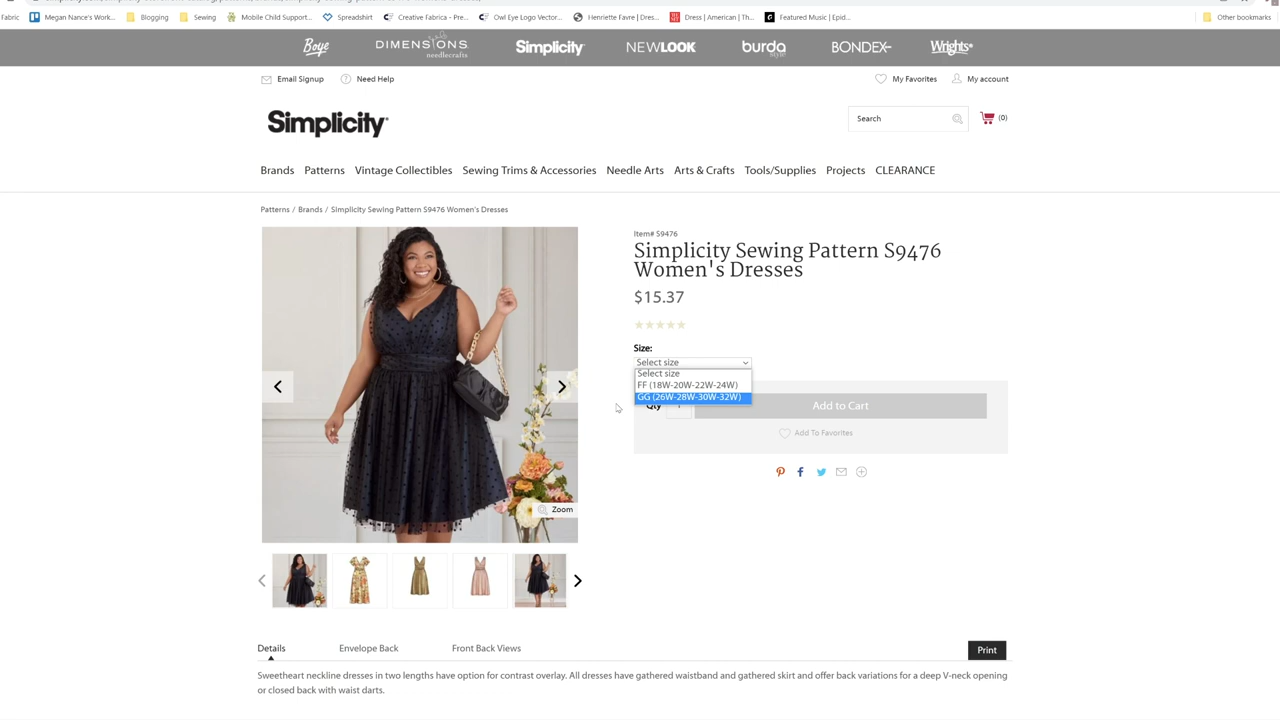 Fabric
Megan Nance's Work...
Blogging
Sewing
Mobile Child Support...
Spreadshirt
Creative Fabrica - Pre...
Owl Eye Logo Vector...
Henriette Favre | Dres...
Dress | American | Th...
Featured Music | Epid...
Other bookmarks
Boye
DIMENSIONS
needlecrafts
Simplicity
NEWLOOK
burda
style
BONDEX
Wrights
Email Signup
Need Help
My Favorites
My account
Simplicity
Search
(0)
Brands
Patterns
Vintage Collectibles
Sewing Trims & Accessories
Needle Arts
Arts & Crafts
Tools/Supplies
Projects
CLEARANCE
Patterns / Brands / Simplicity Sewing Pattern S9476 Women's Dresses
Item# S9476
Simplicity Sewing Pattern S9476
Women's Dresses
$15.37
Size:
Select size
Select size
FF (18W-20W-22W-24W)
GG (26W-28W-30W-32W)
Qty
Add to Cart
Add To Favorites
Zoom
Details
Envelope Back
Front Back Views
Print
Sweetheart neckline dresses in two lengths have option for contrast overlay. All dresses have gathered waistband and gathered skirt and offer back variations for a deep V-neck opening
or closed back with waist darts.